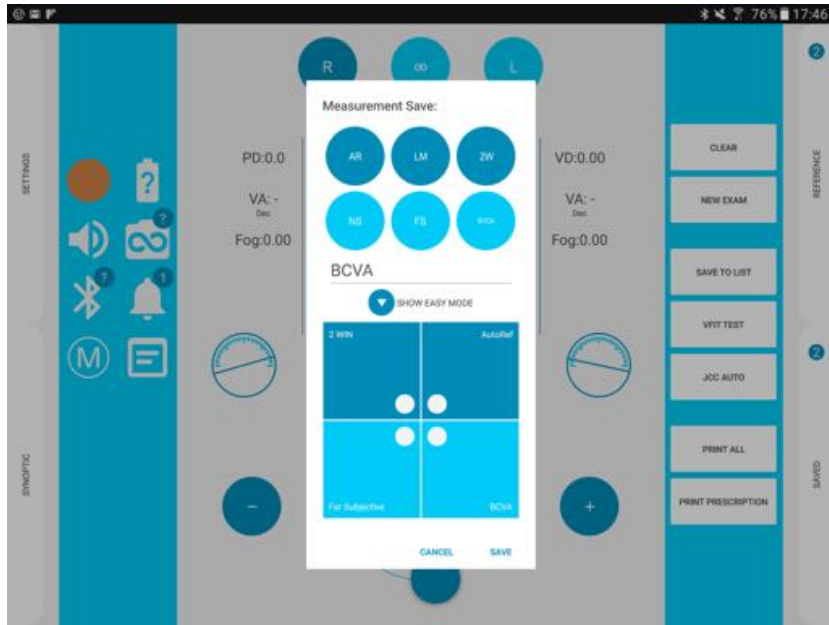 76% 17:46
R ∞ L
2
Measurement Save:
SETTINGS
REFERENCE
PD:0.0
AR LM 2W
VD:0.00
CLEAR
?
VA: -
Dec
VA: -
Dec
NEW EXAM
Fog:0.00
NS FS BVCA
Fog:0.00
?
BCVA
SAVE TO LIST
? 1
SHOW EASY MODE
VFIT TEST
2 WIN AutoRef
M
2
JCC AUTO
PRINT ALL
SYNOPTIC
SAVED
- +
PRINT PRESCRIPTION
Far Subjective BCVA
CANCEL SAVE